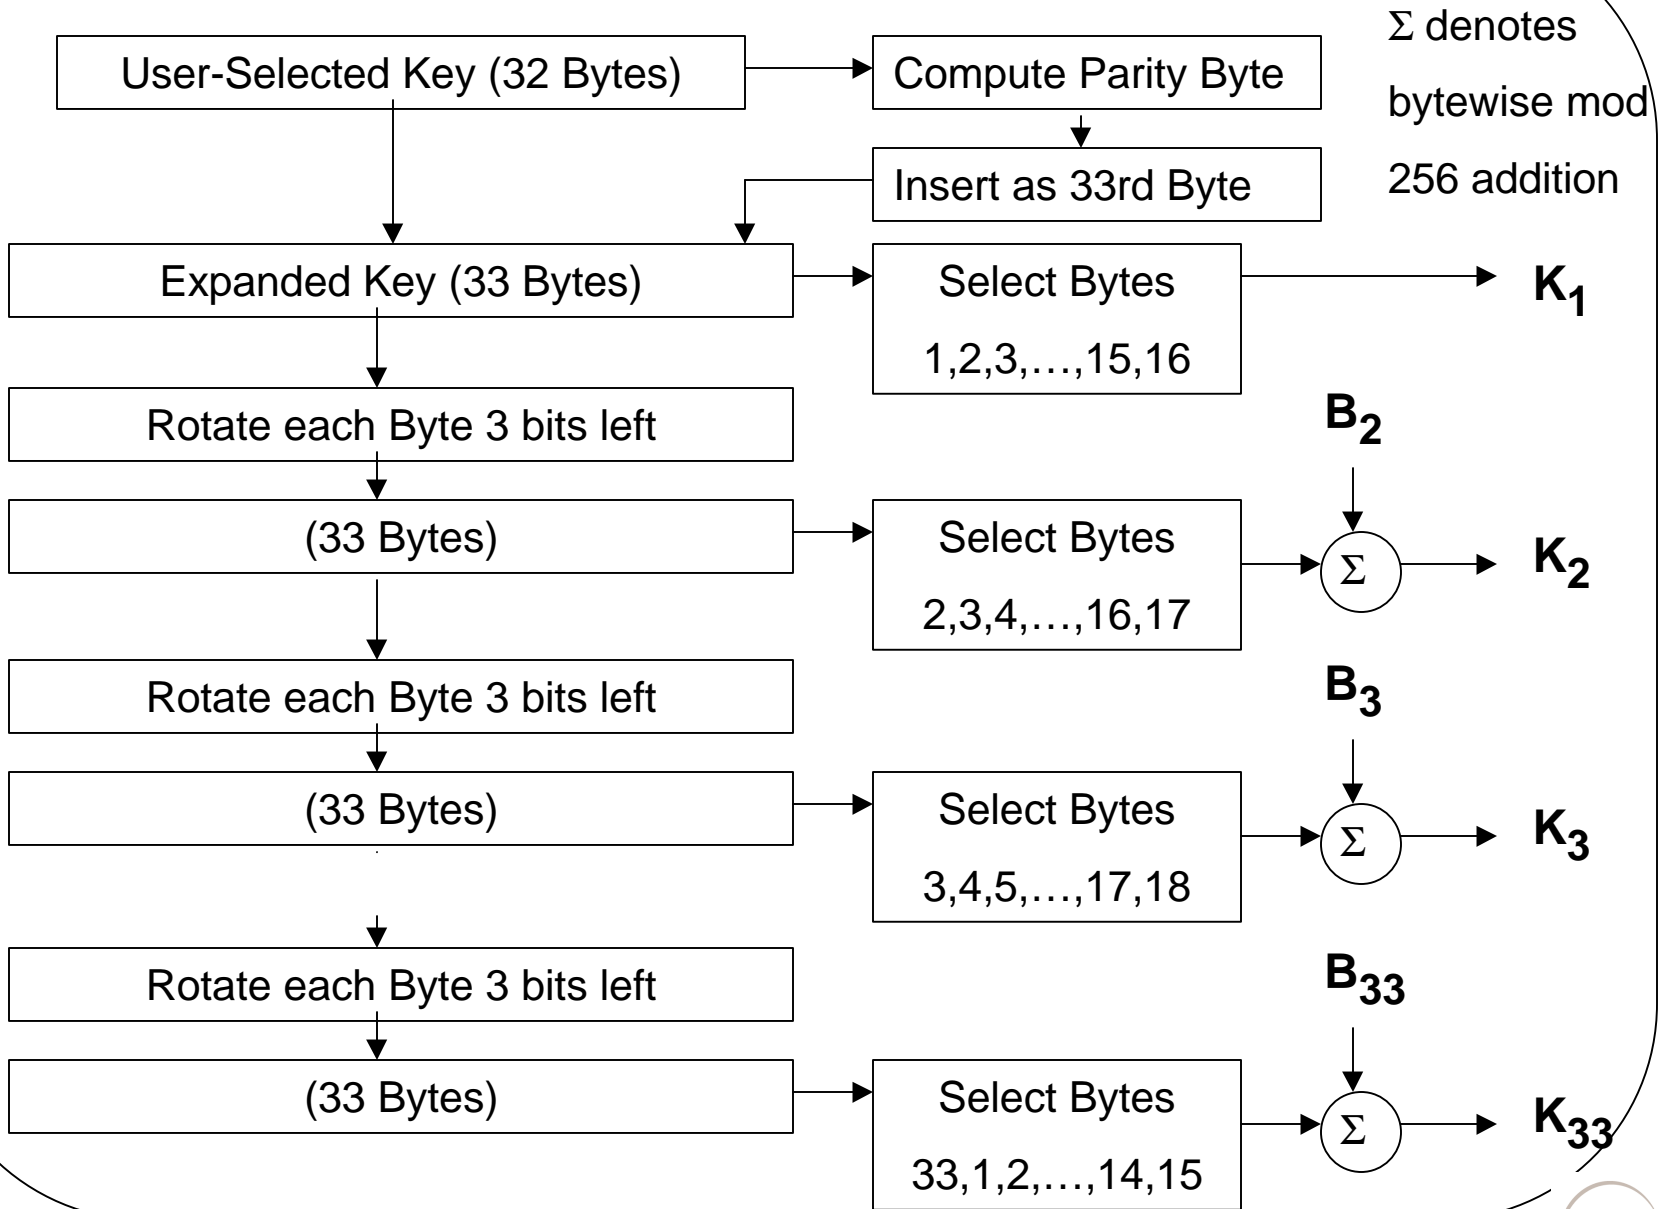 Σ denotes
bytewise mod
256 addition
User-Selected Key (32 Bytes)
Compute Parity Byte
Insert as 33rd Byte
Expanded Key (33 Bytes)
Select Bytes
1,2,3,…,15,16
K1
Rotate each Byte 3 bits left
B2
(33 Bytes)
Select Bytes
2,3,4,…,16,17
Σ
K2
Rotate each Byte 3 bits left
B3
(33 Bytes)
Select Bytes
3,4,5,…,17,18
Σ
K3
Rotate each Byte 3 bits left
B33
(33 Bytes)
Select Bytes
33,1,2,…,14,15
Σ
K33